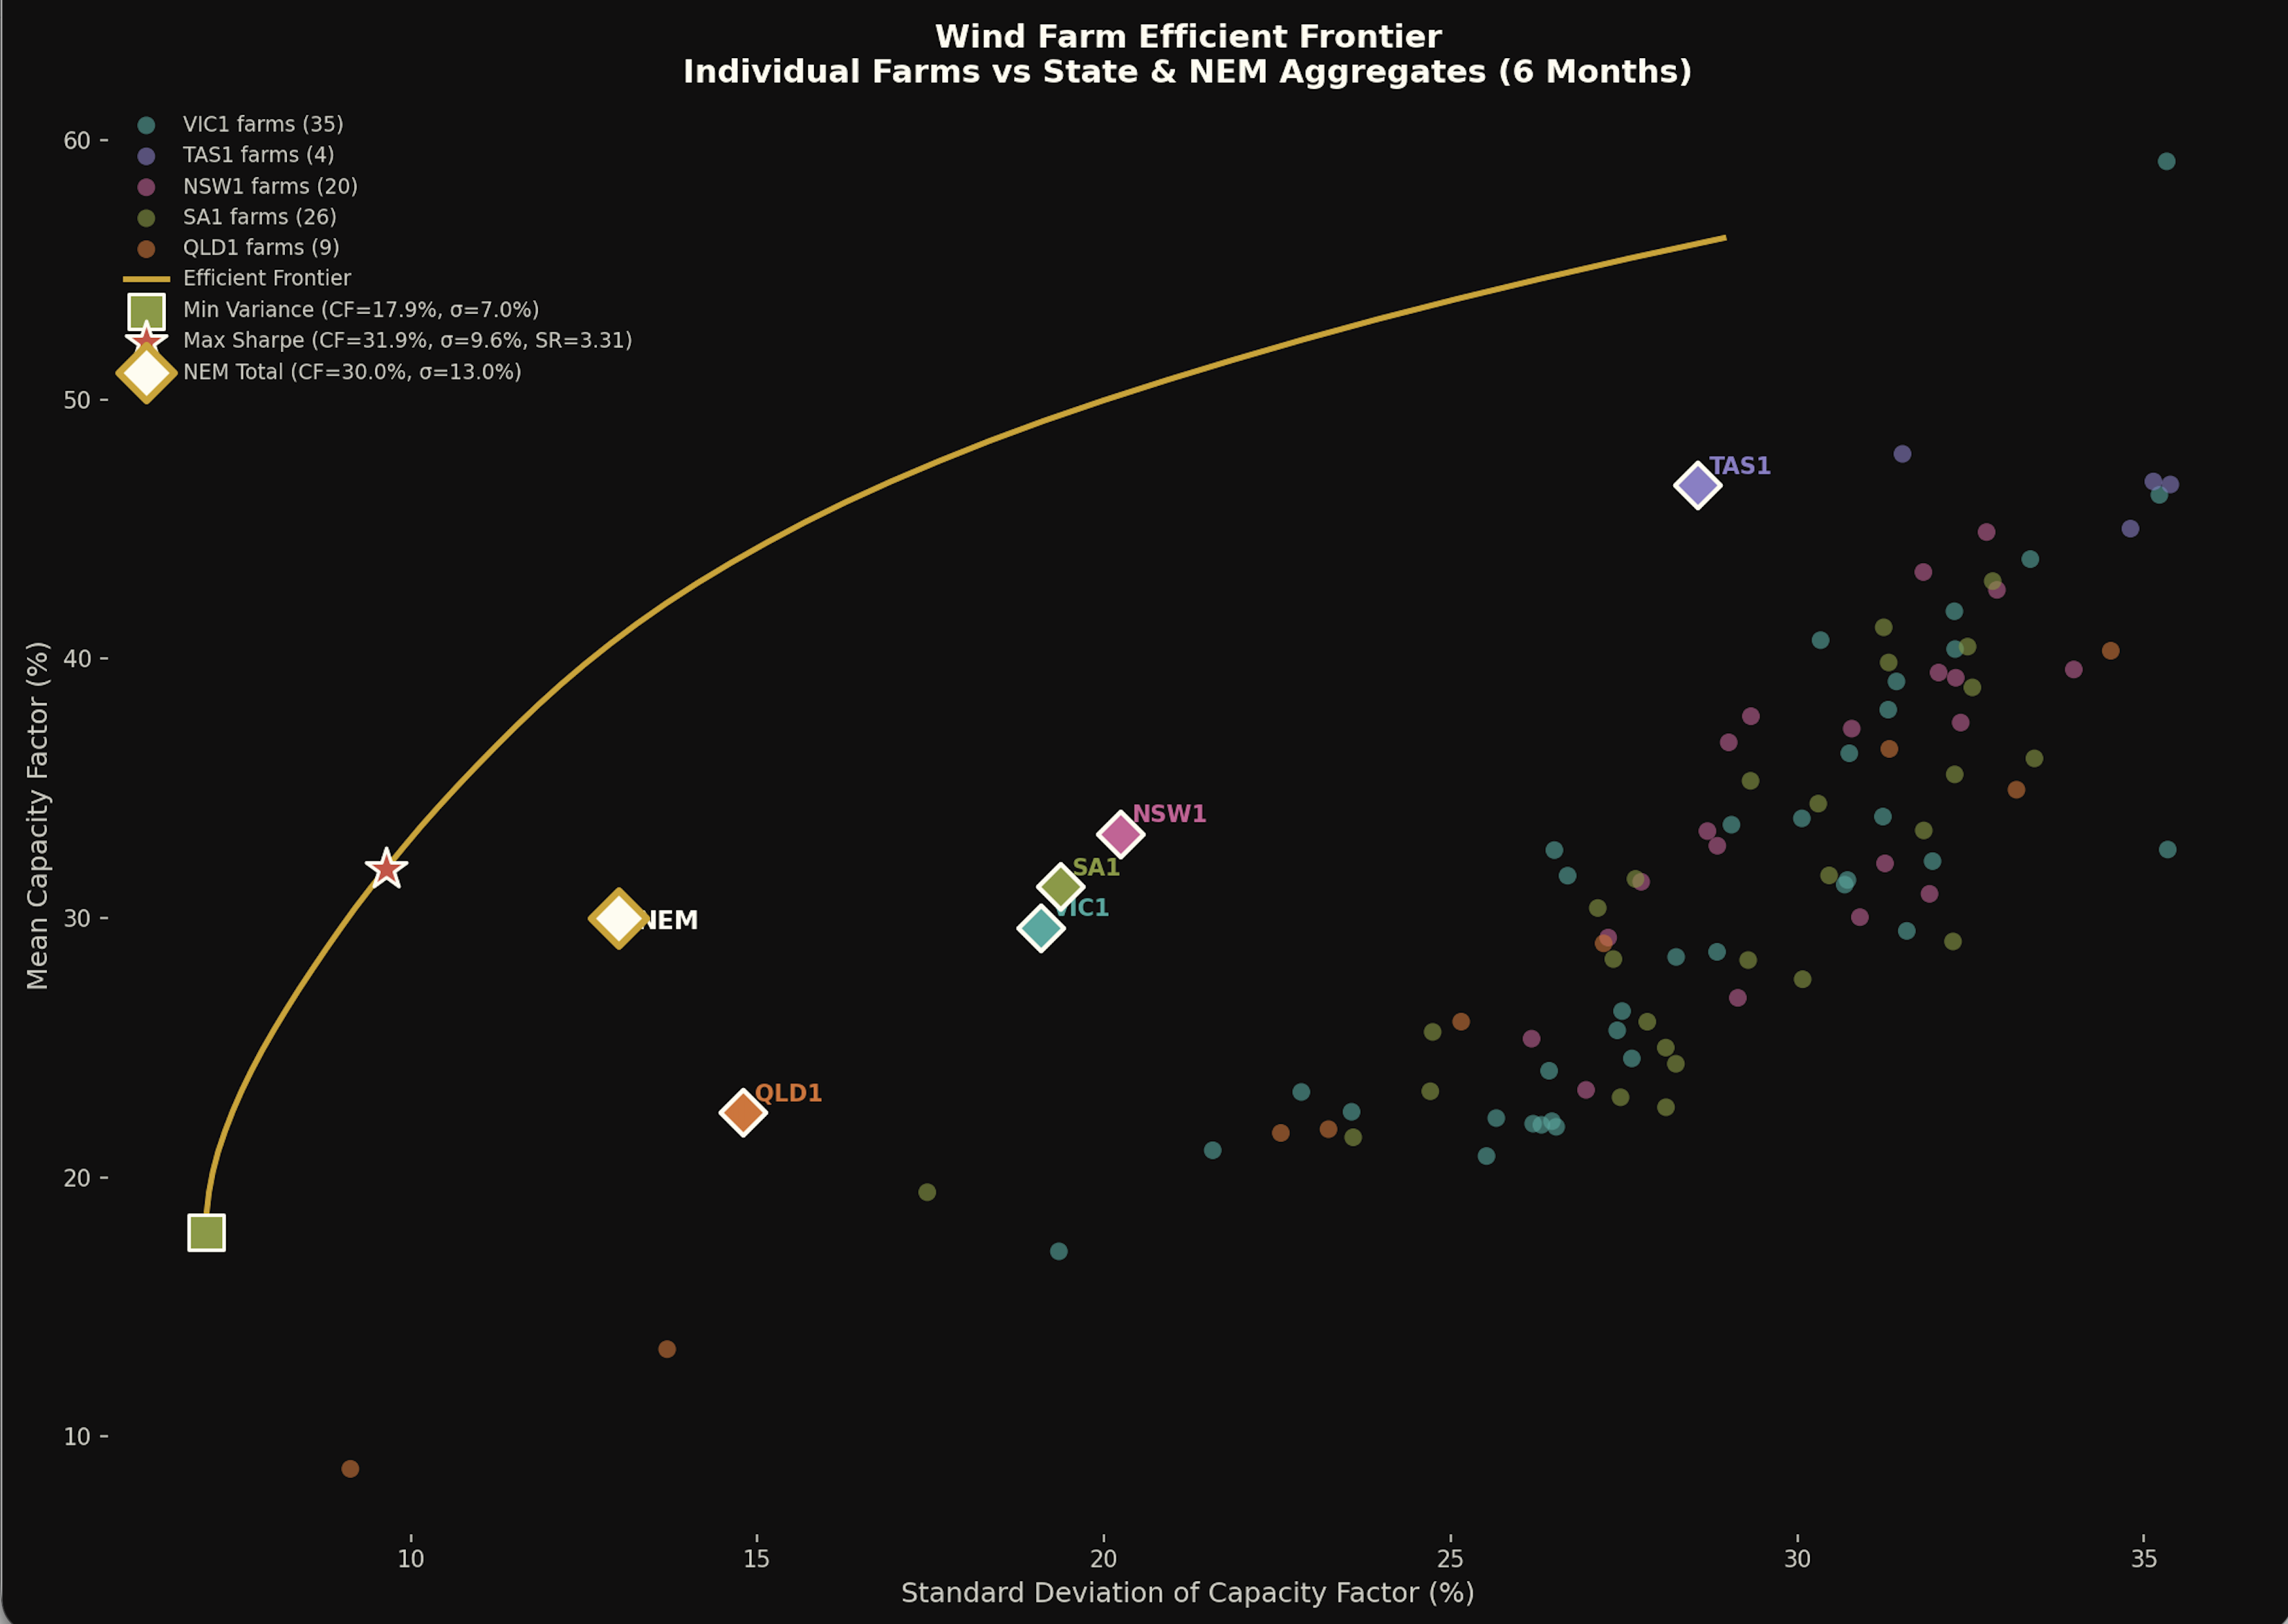 Wind Farm Efficient Frontier
Individual Farms vs State & NEM Aggregates (6 Months)
VIC1 farms (35)
TAS1 farms (4)
NSW1 farms (20)
SA1 farms (26)
QLD1 farms (9)
Efficient Frontier
Min Variance (CF=17.9%, σ=7.0%)
Max Sharpe (CF=31.9%, σ=9.6%, SR=3.31)
NEM Total (CF=30.0%, σ=13.0%)
Mean Capacity Factor (%)
60
50
40
30
20
10
TAS1
NSW1
SA1
VIC1
NEM
QLD1
10
15
20
25
30
35
Standard Deviation of Capacity Factor (%)